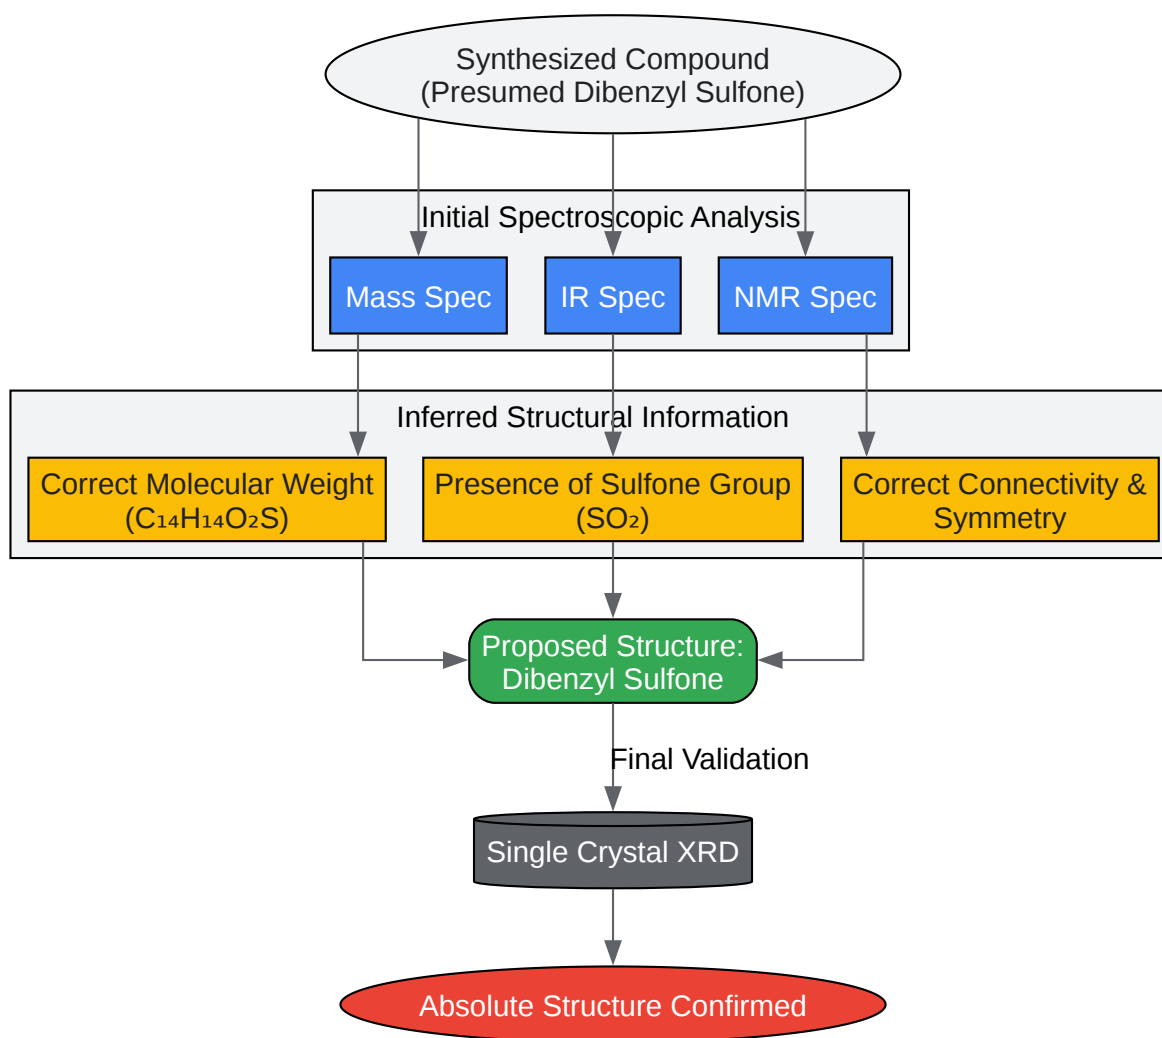 Synthesized Compound
(Presumed Dibenzyl Sulfone)
Initial Spectroscopic Analysis
Mass Spec
IR Spec
NMR Spec
Inferred Structural Information
Correct Molecular Weight
(C₁₄H₁₄O₂S)
Presence of Sulfone Group
(SO₂)
Correct Connectivity &
Symmetry
Proposed Structure:
Dibenzyl Sulfone
Final Validation
Single Crystal XRD
Absolute Structure Confirmed